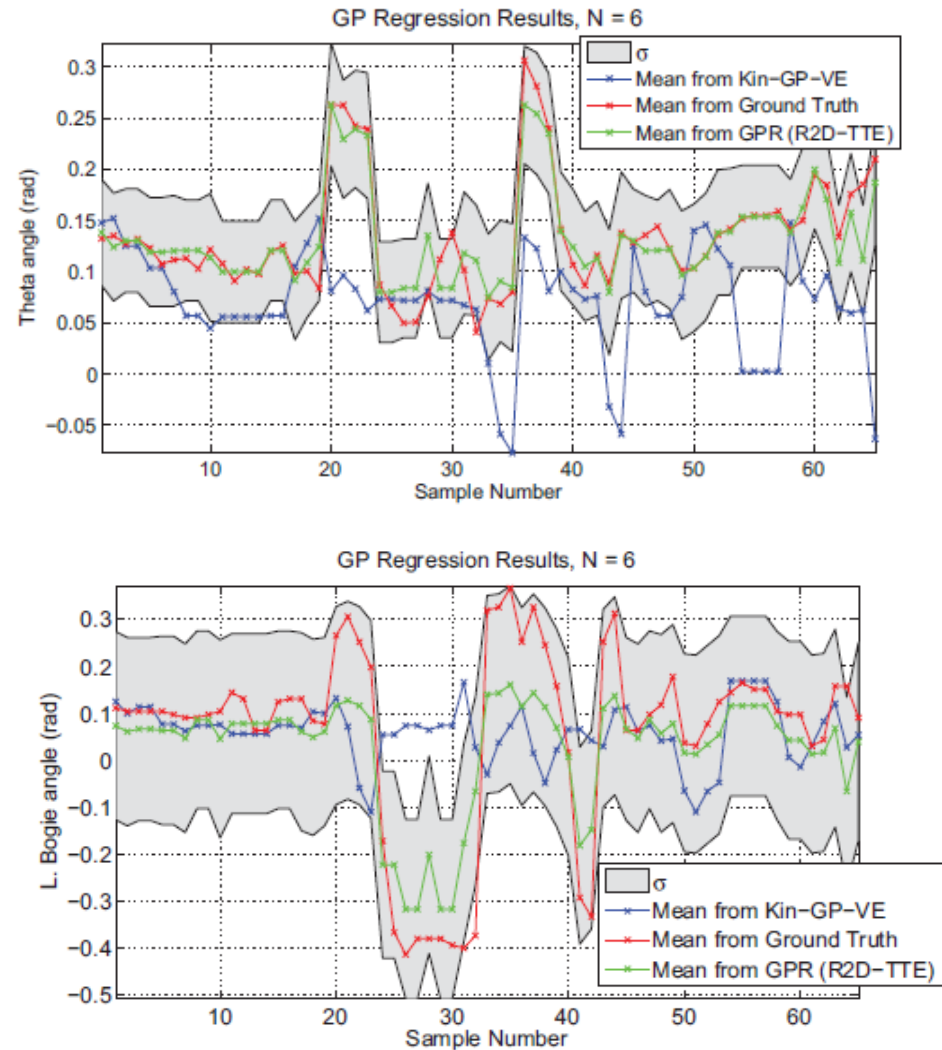 GP Regression Results, N = 6
σ
Mean from Kin-GP-VE
Mean from Ground Truth
Mean from GPR (R2D-TTE)
Theta angle (rad)
0.3
0.25
0.2
0.15
0.1
0.05
0
−0.05
10 20 30 40 50 60
Sample Number
GP Regression Results, N = 6
L. Bogie angle (rad)
0.3
0.2
0.1
0
−0.1
−0.2
−0.3
−0.4
−0.5
σ
Mean from Kin-GP-VE
Mean from Ground Truth
Mean from GPR (R2D-TTE)
10 20 30 40 50 60
Sample Number